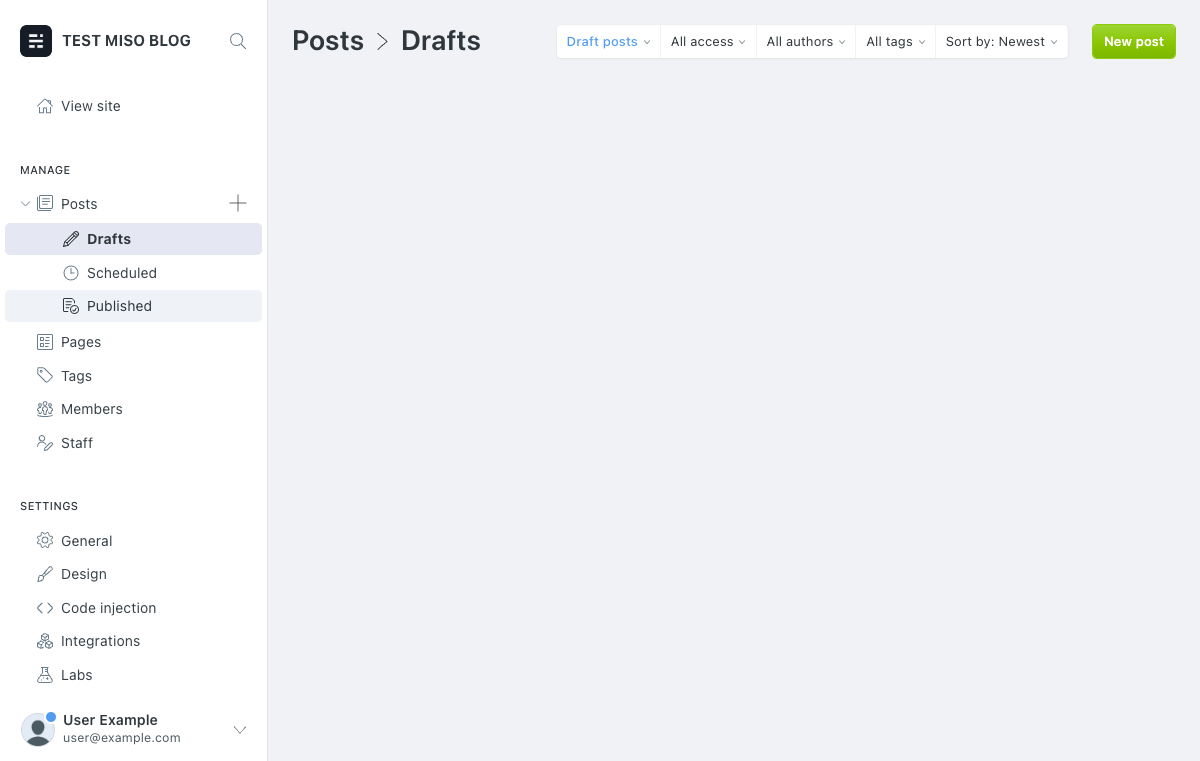 TEST MISO BLOG
View site
MANAGE
Posts
Drafts
Scheduled
Published
Pages
Tags
Members
Staff
SETTINGS
General
Design
Code injection
Integrations
Labs
User Example
user@example.com
Posts > Drafts
Draft posts All access All authors All tags Sort by: Newest
New post